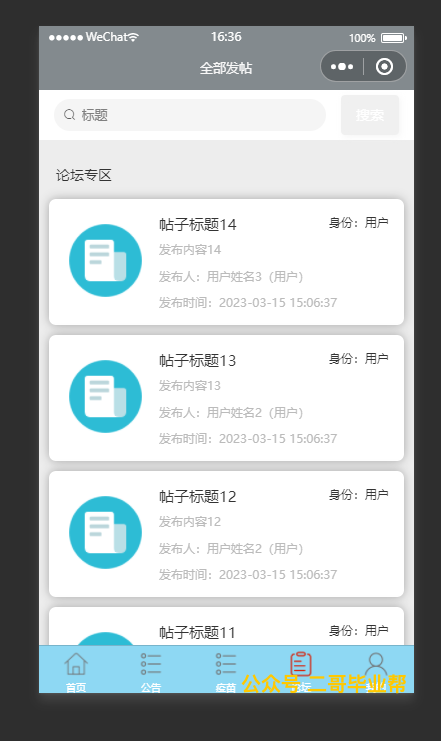 WeChat 16:36 100%
全部发帖
标题 搜索
论坛专区
帖子标题14 身份：用户
发布内容14
发布人：用户姓名3（用户）
发布时间：2023-03-15 15:06:37
帖子标题13 身份：用户
发布内容13
发布人：用户姓名2（用户）
发布时间：2023-03-15 15:06:37
帖子标题12 身份：用户
发布内容12
发布人：用户姓名2（用户）
发布时间：2023-03-15 15:06:37
帖子标题11 身份：用户
首页 公告 疫苗
公众号:二哥毕业帮